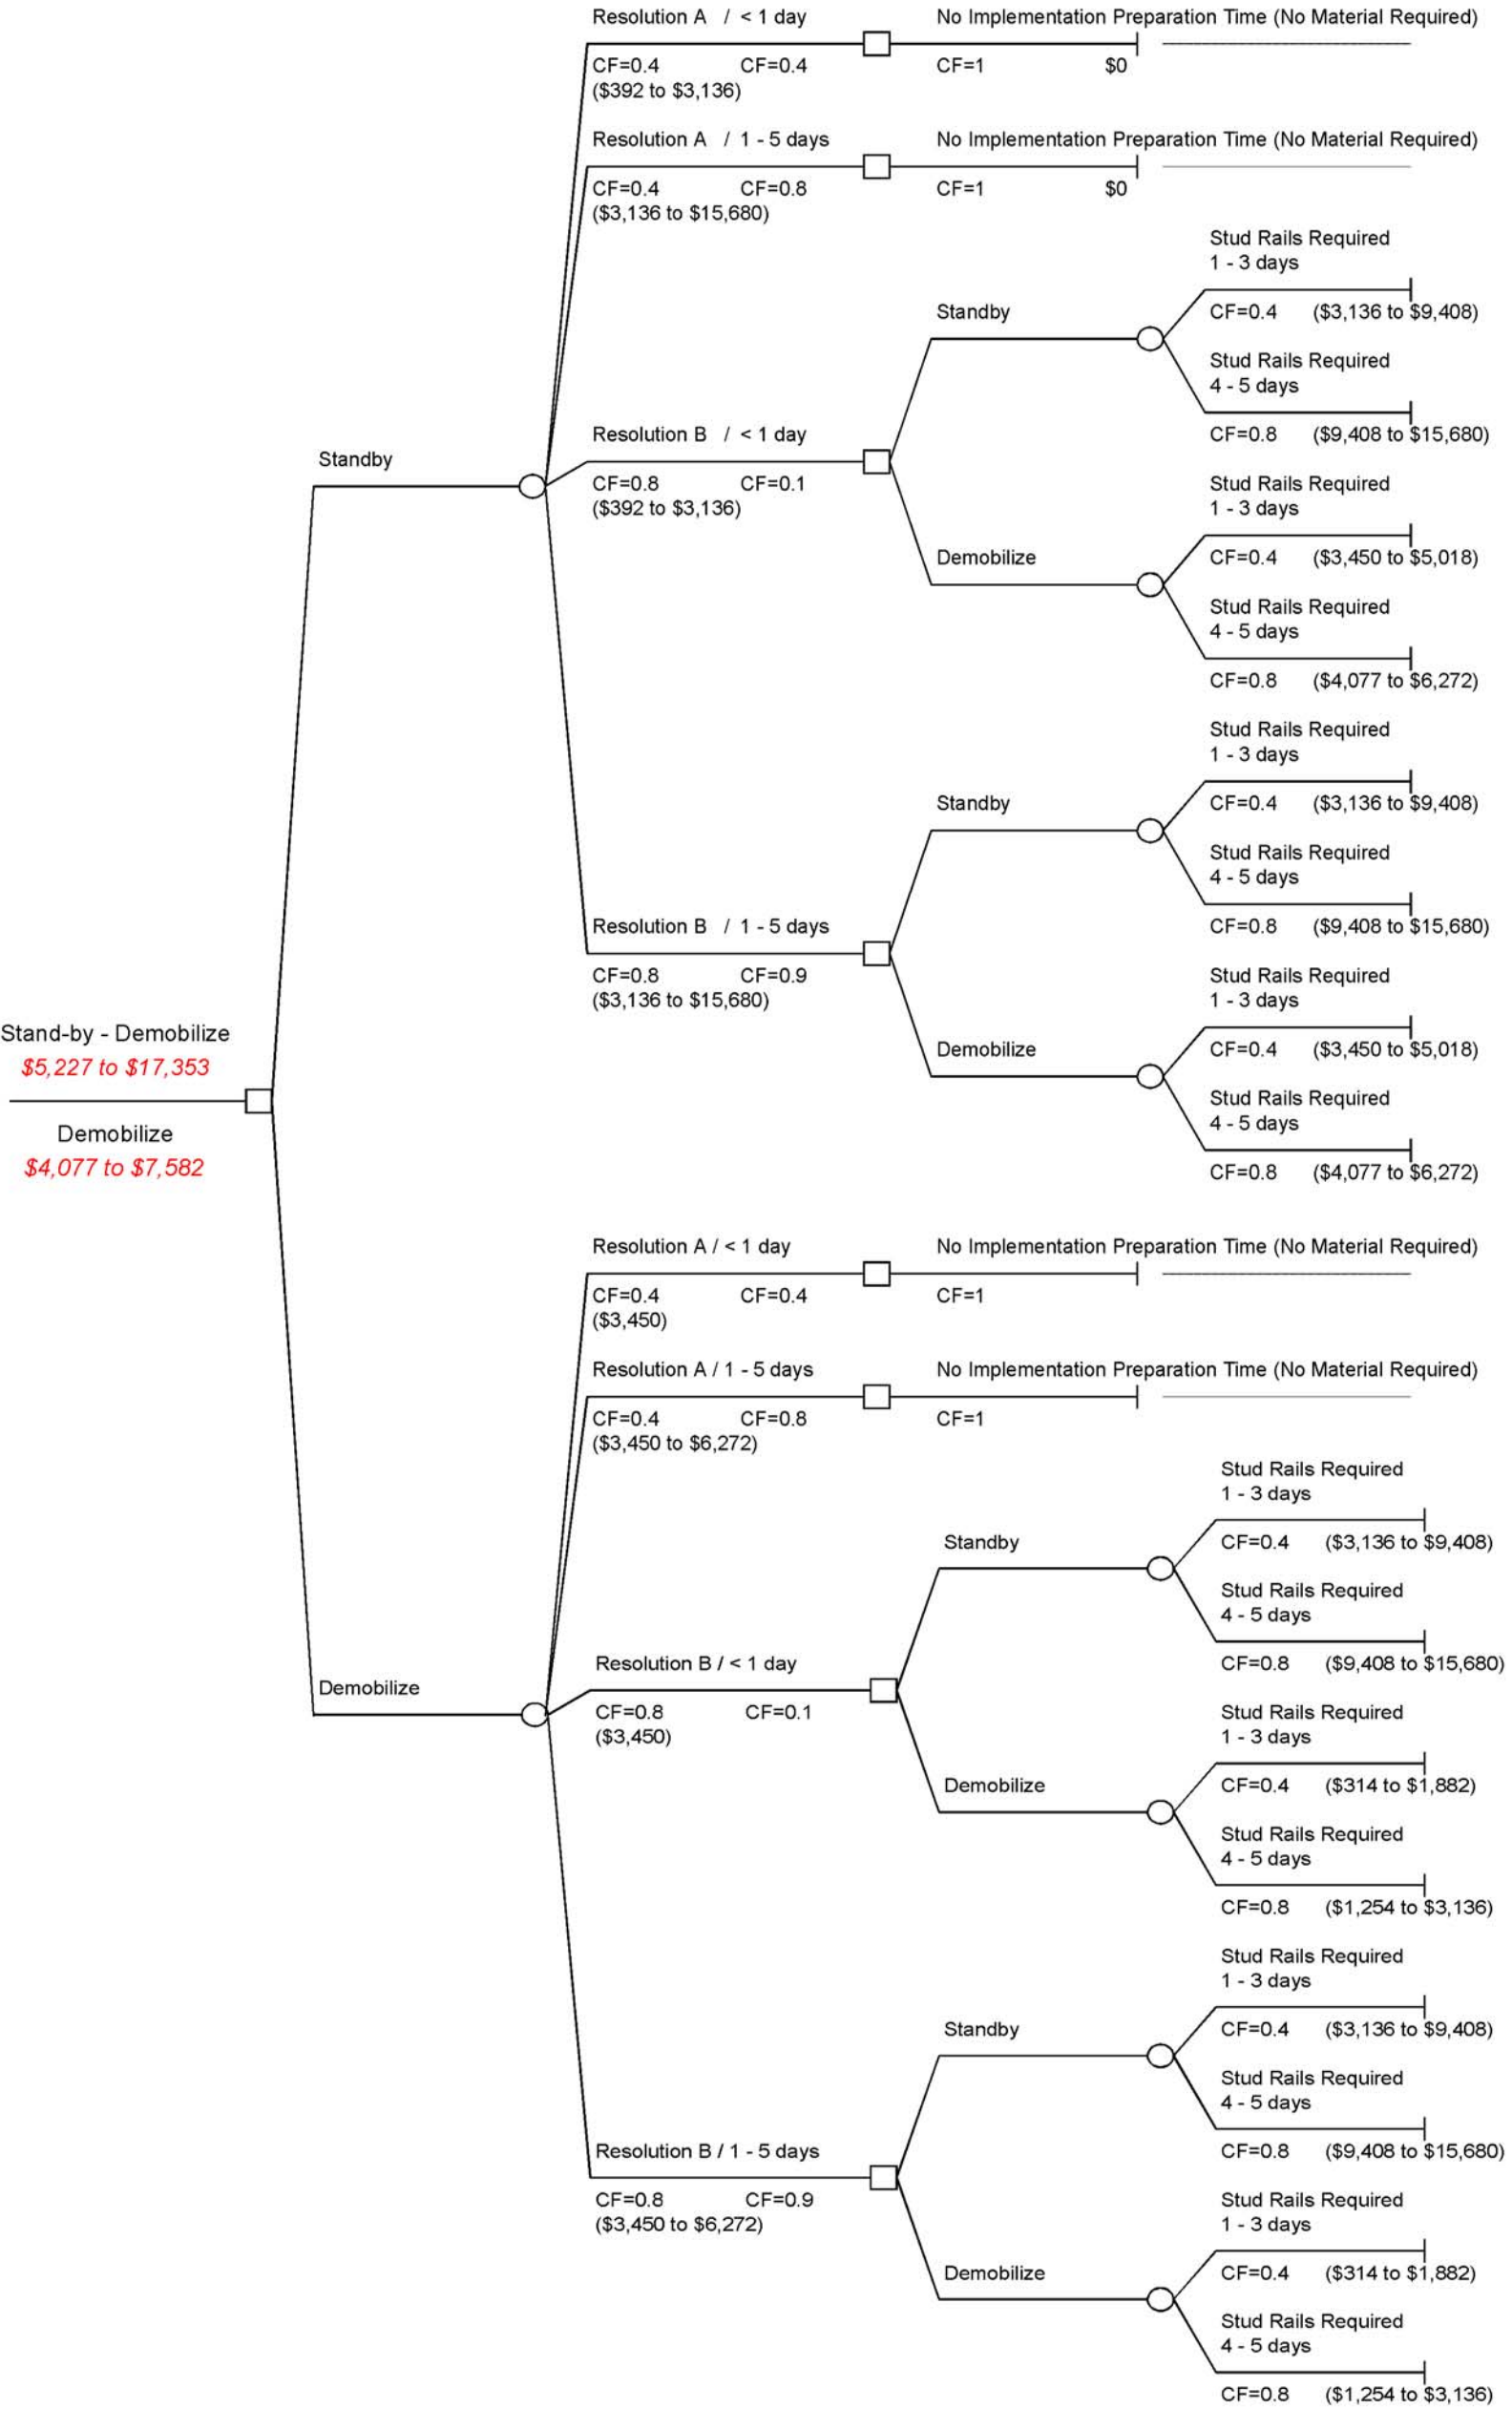 Resolution A / < 1 day
No Implementation Preparation Time (No Material Required)
CF=0.4 CF=0.4
CF=1 $0
($392 to $3,136)
Resolution A / 1 - 5 days
No Implementation Preparation Time (No Material Required)
CF=0.4 CF=0.8
CF=1 $0
($3,136 to $15,680)
Stud Rails Required
1 - 3 days
Standby
CF=0.4 ($3,136 to $9,408)
Stud Rails Required
4 - 5 days
CF=0.8 ($9,408 to $15,680)
Resolution B / < 1 day
Standby
CF=0.8 CF=0.1
($392 to $3,136)
Stud Rails Required
1 - 3 days
Demobilize
CF=0.4 ($3,450 to $5,018)
Stud Rails Required
4 - 5 days
CF=0.8 ($4,077 to $6,272)
Stud Rails Required
1 - 3 days
Standby
CF=0.4 ($3,136 to $9,408)
Stud Rails Required
4 - 5 days
CF=0.8 ($9,408 to $15,680)
Resolution B / 1 - 5 days
CF=0.8 CF=0.9
($3,136 to $15,680)
Stud Rails Required
1 - 3 days
Demobilize
CF=0.4 ($3,450 to $5,018)
Stud Rails Required
4 - 5 days
CF=0.8 ($4,077 to $6,272)
Stand-by - Demobilize
$5,227 to $17,353
Demobilize
$4,077 to $7,582
Resolution A / < 1 day
No Implementation Preparation Time (No Material Required)
CF=0.4 CF=0.4
CF=1
($3,450)
Resolution A / 1 - 5 days
No Implementation Preparation Time (No Material Required)
CF=0.4 CF=0.8
CF=1
($3,450 to $6,272)
Stud Rails Required
1 - 3 days
Standby
CF=0.4 ($3,136 to $9,408)
Stud Rails Required
4 - 5 days
CF=0.8 ($9,408 to $15,680)
Resolution B / < 1 day
Demobilize
CF=0.8 CF=0.1
($3,450)
Stud Rails Required
1 - 3 days
Demobilize
CF=0.4 ($314 to $1,882)
Stud Rails Required
4 - 5 days
CF=0.8 ($1,254 to $3,136)
Stud Rails Required
1 - 3 days
Standby
CF=0.4 ($3,136 to $9,408)
Stud Rails Required
4 - 5 days
CF=0.8 ($9,408 to $15,680)
Resolution B / 1 - 5 days
CF=0.8 CF=0.9
($3,450 to $6,272)
Stud Rails Required
1 - 3 days
Demobilize
CF=0.4 ($314 to $1,882)
Stud Rails Required
4 - 5 days
CF=0.8 ($1,254 to $3,136)